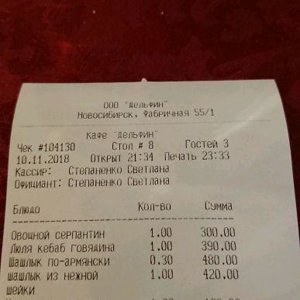 ООО "Дельфин"
Новосибирск, Фабричная 55/1
Кафе "Дельфин"
Чек #104130 Стол # 8 Гостей 3
10.11.2018 Открыт 21:34 Печать 23:33
Кассир: Степаненко Светлана
Официант: Степаненко Светлана
Блюдо Кол-во Сумма
Овощной серпантин 1.00 300.00
Люля кебаб говядина 1.00 390.00
Шашлык по-армянски 0.30 480.00
шашлык из нежной 1.00 420.00
шейки